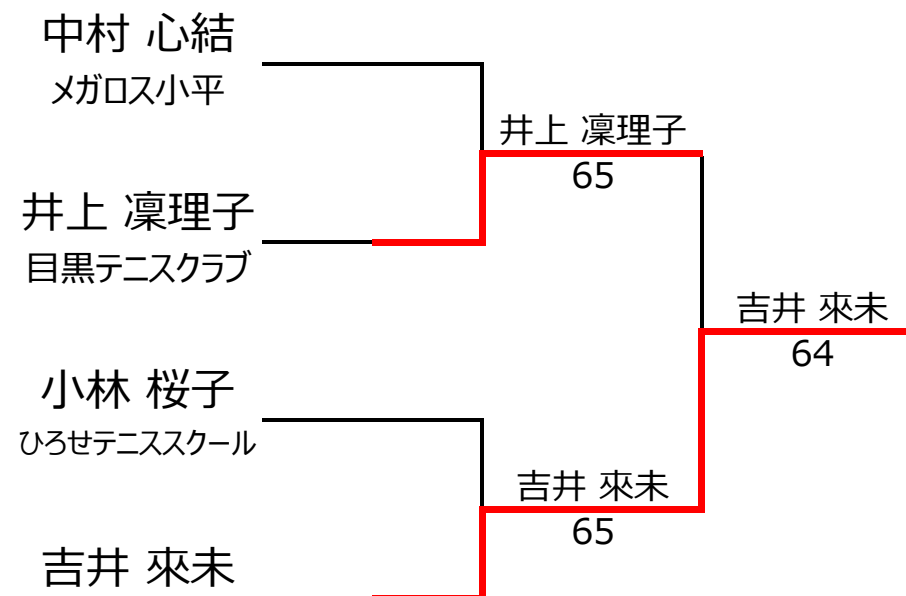 中村 心結
メガロス小平
井上 凜理子
65
井上 凜理子
目黒テニスクラブ
吉井 來未
64
小林 桜子
ひろせテニススクール
吉井 來未
65
吉井 來未